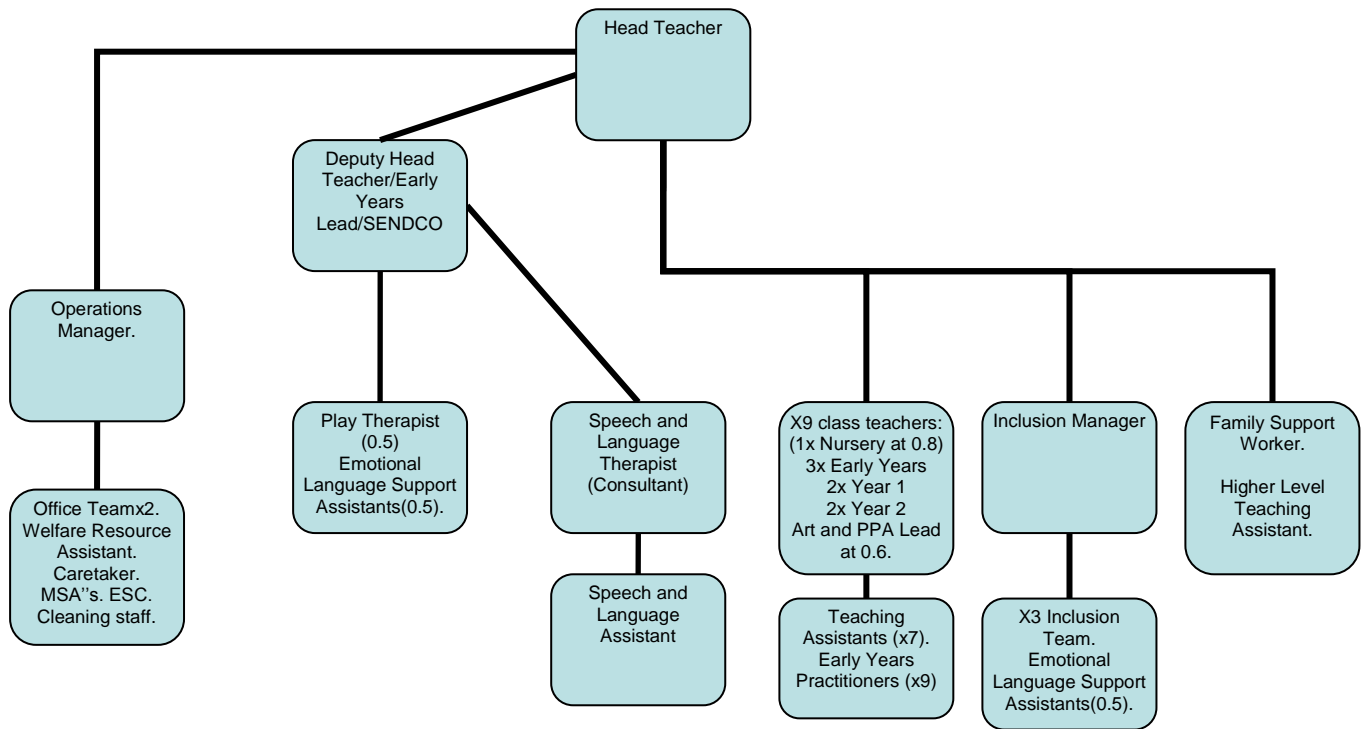 Head Teacher
Deputy Head
Teacher/Early
Years
Lead/SENDCO
Operations
Manager.
Play Therapist
(0.5)
Emotional
Language Support
Assistants(0.5).
Speech and
Language
Therapist
(Consultant)
X9 class teachers:
(1x Nursery at 0.8)
3x Early Years
2x Year 1
2x Year 2
Art and PPA Lead
at 0.6.
Inclusion Manager
Family Support
Worker.
Higher Level
Teaching
Assistant.
Office Teamx2.
Welfare Resource
Assistant.
Caretaker.
MSA''s. ESC.
Cleaning staff.
Speech and
Language
Assistant
Teaching
Assistants (x7).
Early Years
Practitioners (x9)
X3 Inclusion
Team.
Emotional
Language Support
Assistants(0.5).